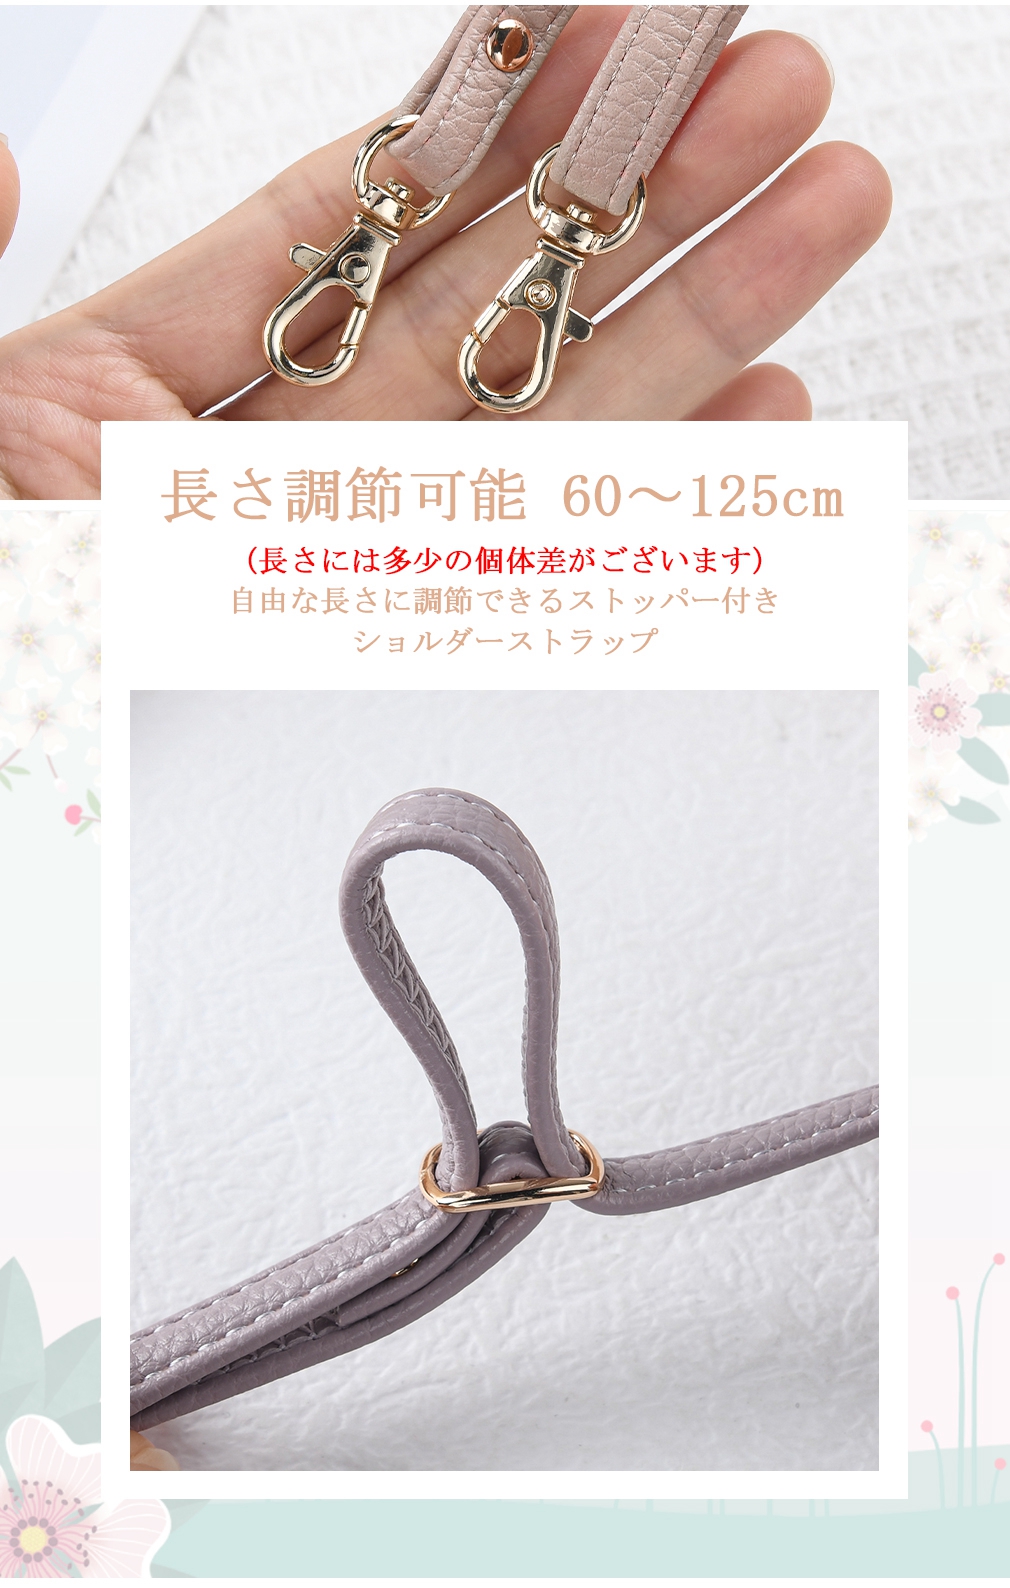 長さ調節可能 60～125cm
（長さには多少の個体差がございます）
自由な長さに調節できるストッパー付き
ショルダーストラップ